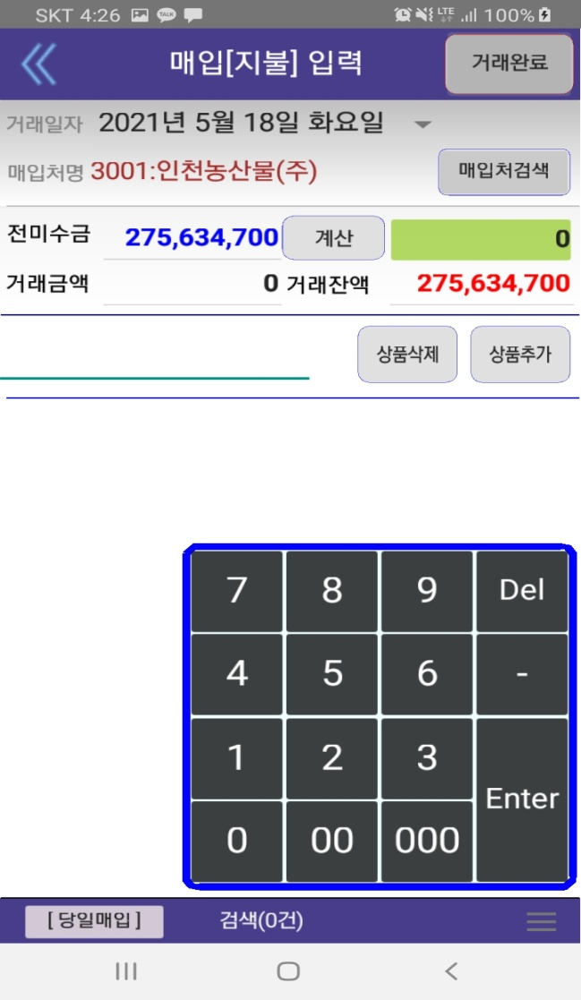 SKT 4:26 TALK LTE 100%
매입[지불] 입력 거래완료
거래일자 2021년 5월 18일 화요일
매입처명 3001:인천농산물(주) 매입처검색
전미수금 275,634,700 계산 0
거래금액 0 거래잔액 275,634,700
상품삭제 상품추가
7 8 9 Del
4 5 6 -
1 2 3
Enter
0 00 000
[ 당일매입 ] 검색(0건)